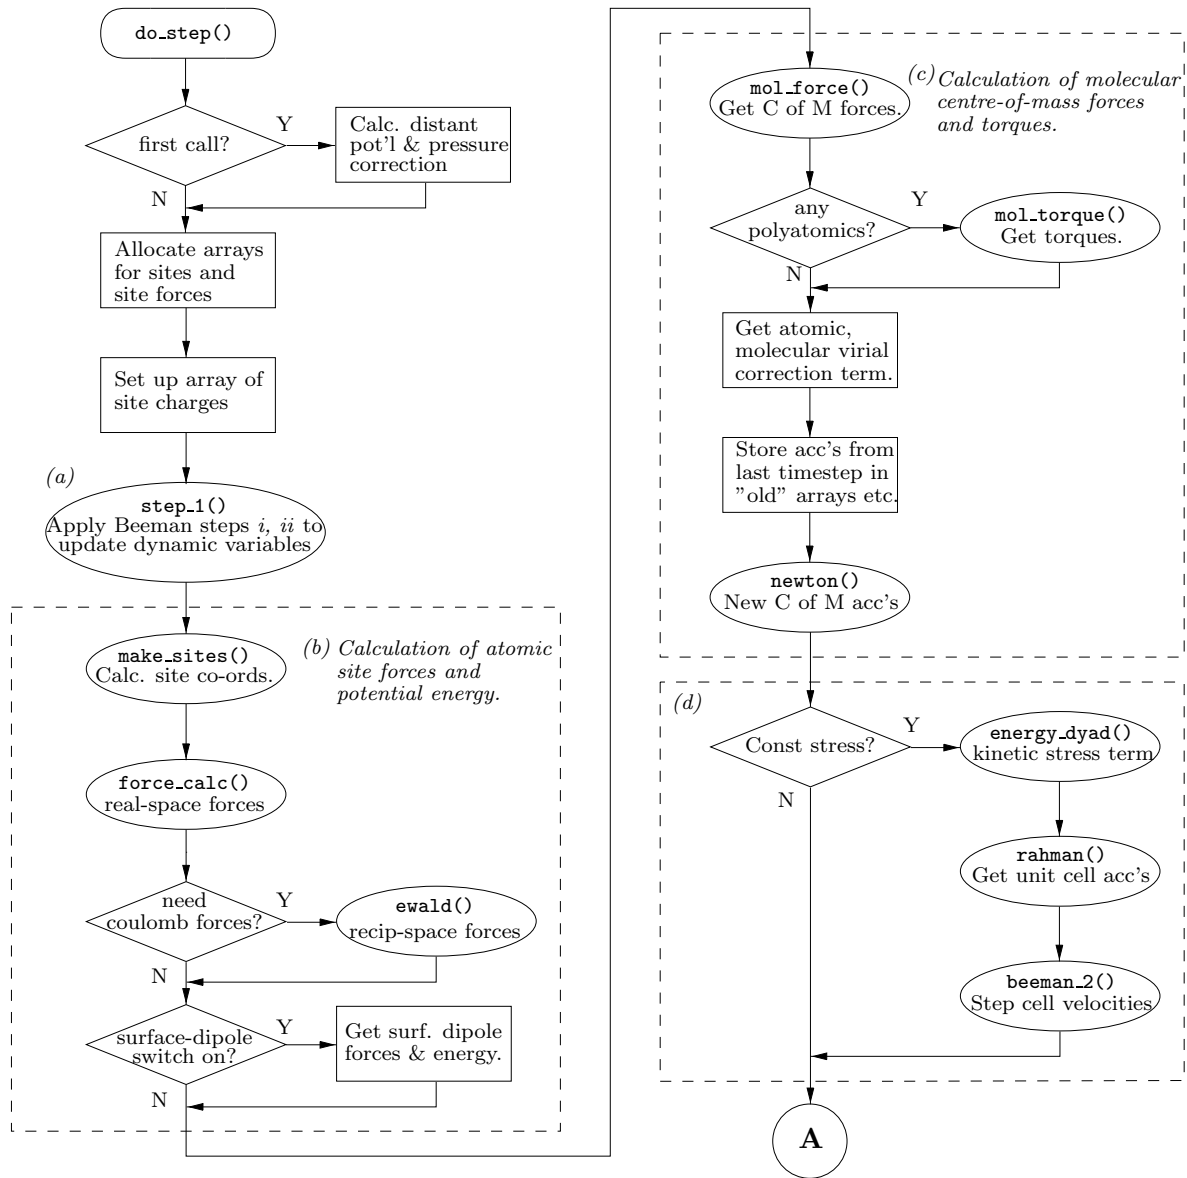 do_step()
first call?
Y
N
Calc. distant
pot'l & pressure
correction
Allocate arrays
for sites and
site forces
Set up array of
site charges
(a)
step_1()
Apply Beeman steps i, ii to
update dynamic variables
(b) Calculation of atomic
site forces and
potential energy.
make_sites()
Calc. site co-ords.
force_calc()
real-space forces
need
coulomb forces?
Y
N
ewald()
recip-space forces
surface-dipole
switch on?
Y
N
Get surf. dipole
forces & energy.
(c) Calculation of molecular
centre-of-mass forces
and torques.
mol_force()
Get C of M forces.
any
polyatomics?
Y
N
mol_torque()
Get torques.
Get atomic,
molecular virial
correction term.
Store acc's from
last timestep in
”old” arrays etc.
newton()
New C of M acc's
(d)
Const stress?
Y
N
energy_dyad()
kinetic stress term
rahman()
Get unit cell acc's
beeman_2()
Step cell velocities
A